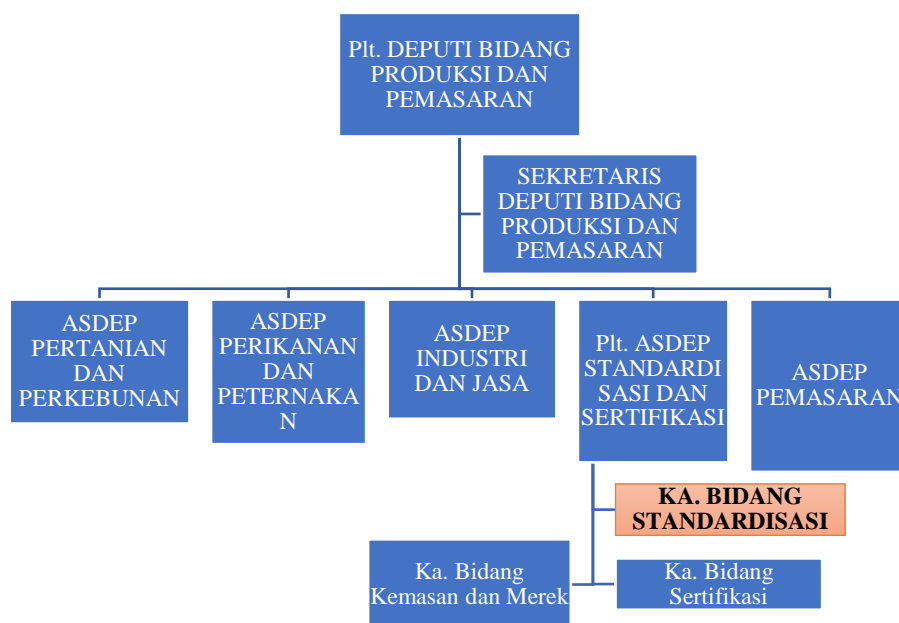 Plt. DEPUTI BIDANG
PRODUKSI DAN
PEMASARAN
SEKRETARIS
DEPUTI BIDANG
PRODUKSI DAN
PEMASARAN
ASDEP
PERTANIAN
DAN
PERKEBUNAN
ASDEP
PERIKANAN
DAN
PETERNAKA
N
ASDEP
INDUSTRI
DAN JASA
Plt. ASDEP
STANDARDI
SASI DAN
SERTIFIKASI
ASDEP
PEMASARAN
KA. BIDANG
STANDARDISASI
Ka. Bidang
Kemasan dan Merek
Ka. Bidang
Sertifikasi